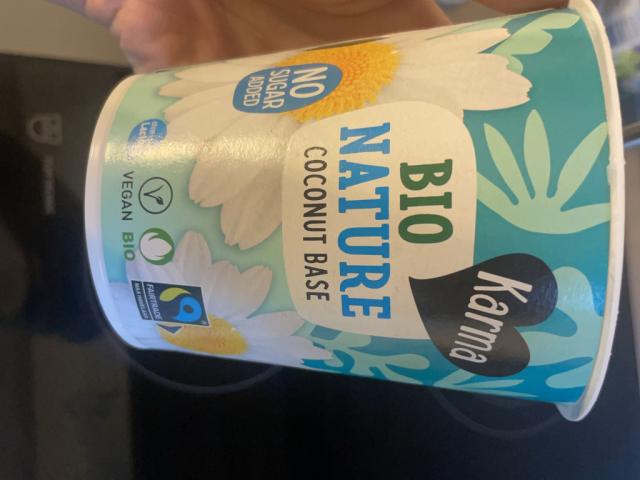 Karma
BIO
NATURE
COCONUT BASE
NO
SUGAR
ADDED
VEGAN BIO
FAIRTRADE